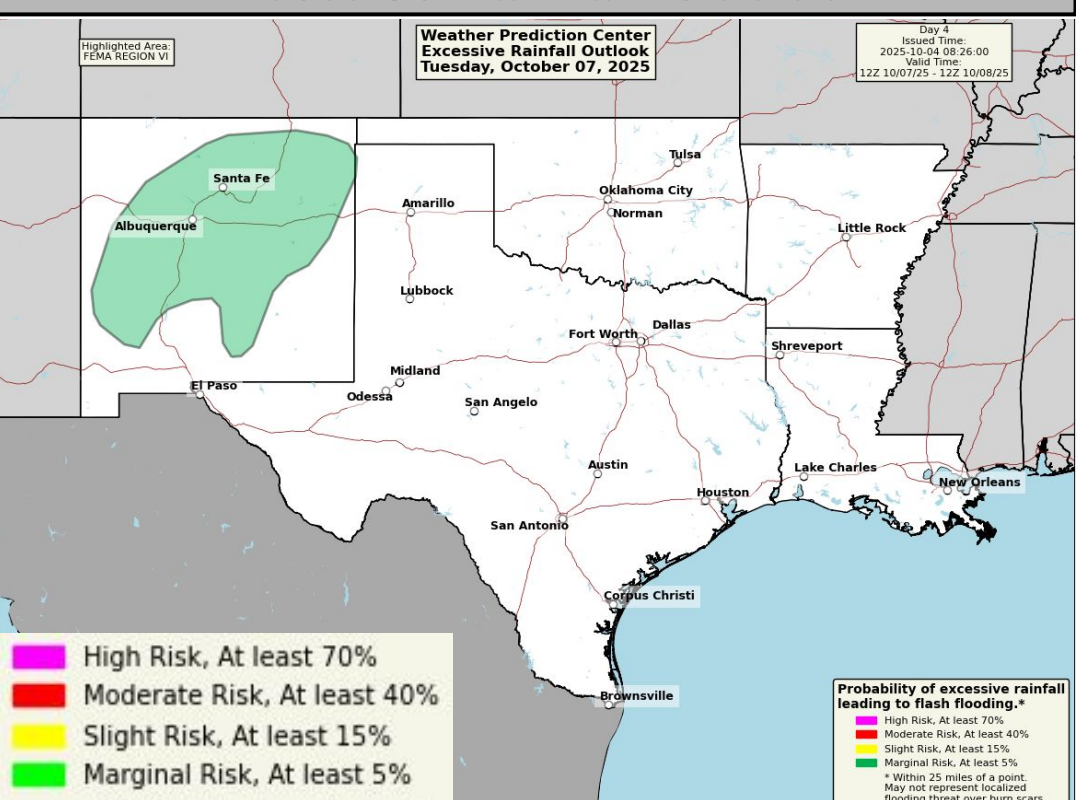 Highlighted Area:
FEMA REGION VI
Weather Prediction Center
Excessive Rainfall Outlook
Tuesday, October 07, 2025
Day 4
Issued Time:
2025-10-04 08:26:00
Valid Time:
12Z 10/07/25 - 12Z 10/08/25
Tulsa
Santa Fe
Oklahoma City
Amarillo
Norman
Albuquerque
Little Rock
Lubbock
Dallas
Fort Worth
Shreveport
Midland
El Paso
Odessa
San Angelo
Austin
Lake Charles
New Orleans
Houston
San Antonio
Corpus Christi
Brownsville
High Risk, At least 70%
Moderate Risk, At least 40%
Slight Risk, At least 15%
Marginal Risk, At least 5%
Probability of excessive rainfall
leading to flash flooding.*
High Risk, At least 70%
Moderate Risk, At least 40%
Slight Risk, At least 15%
Marginal Risk, At least 5%
* Within 25 miles of a point.
May not represent localized
flooding threat over burn scars